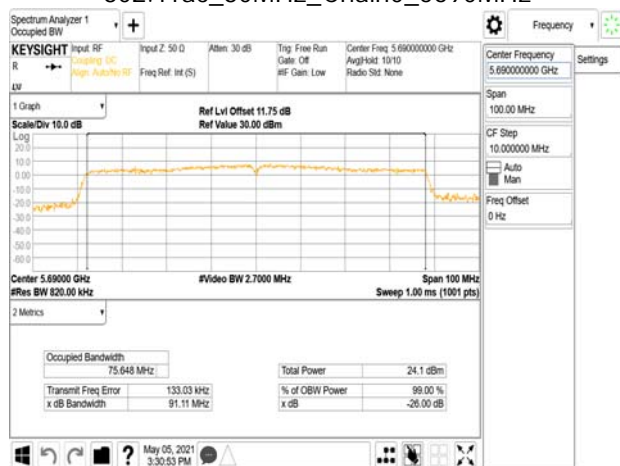 Spectrum Analyzer 1
Occupied BW
Frequency
KEYSIGHT
R
Input: RF
Coupling: DC
Align: Auto/No RF
Input Z: 50 Ω
Freq Ref: Int (S)
Atten: 30 dB
Trig: Free Run
Gate: Off
#IF Gain: Low
Center Freq: 5.690000000 GHz
Avg|Hold: 10/10
Radio Std: None
Center Frequency
5.690000000 GHz
Settings
Span
100.00 MHz
CF Step
10.000000 MHz
Auto
Man
Freq Offset
0 Hz
1 Graph
Scale/Div 10.0 dB
Ref Lvl Offset 11.75 dB
Ref Value 30.00 dBm
Log
20.0
10.0
0.00
-10.0
-20.0
-30.0
-40.0
-50.0
-60.0
Center 5.69000 GHz
#Video BW 2.7000 MHz
Span 100 MHz
#Res BW 820.00 kHz
Sweep 1.00 ms (1001 pts)
2 Metrics
Occupied Bandwidth
75.648 MHz
Total Power
24.1 dBm
Transmit Freq Error
133.03 kHz
% of OBW Power
99.00 %
x dB Bandwidth
91.11 MHz
x dB
-26.00 dB
?
May 05, 2021
3:30:53 PM